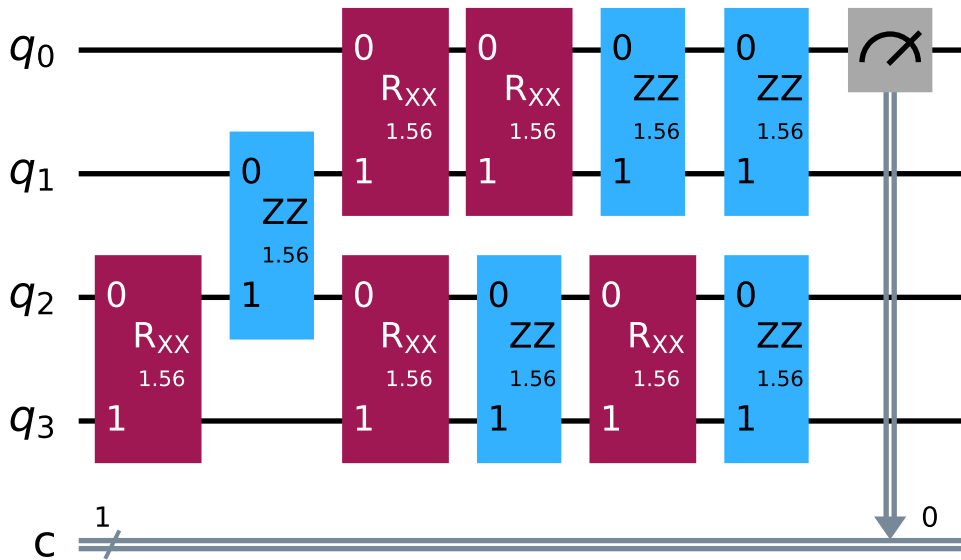 q0 0 0 0 0
RXX RXX ZZ ZZ
1.56 1.56 1.56 1.56
q1 0 1 1 1 1
ZZ
1.56
q2 0 1 0 0 0 0
RXX RXX ZZ RXX ZZ
1.56 1.56 1.56 1.56 1.56
q3 1 1 1 1 1
1 0
c